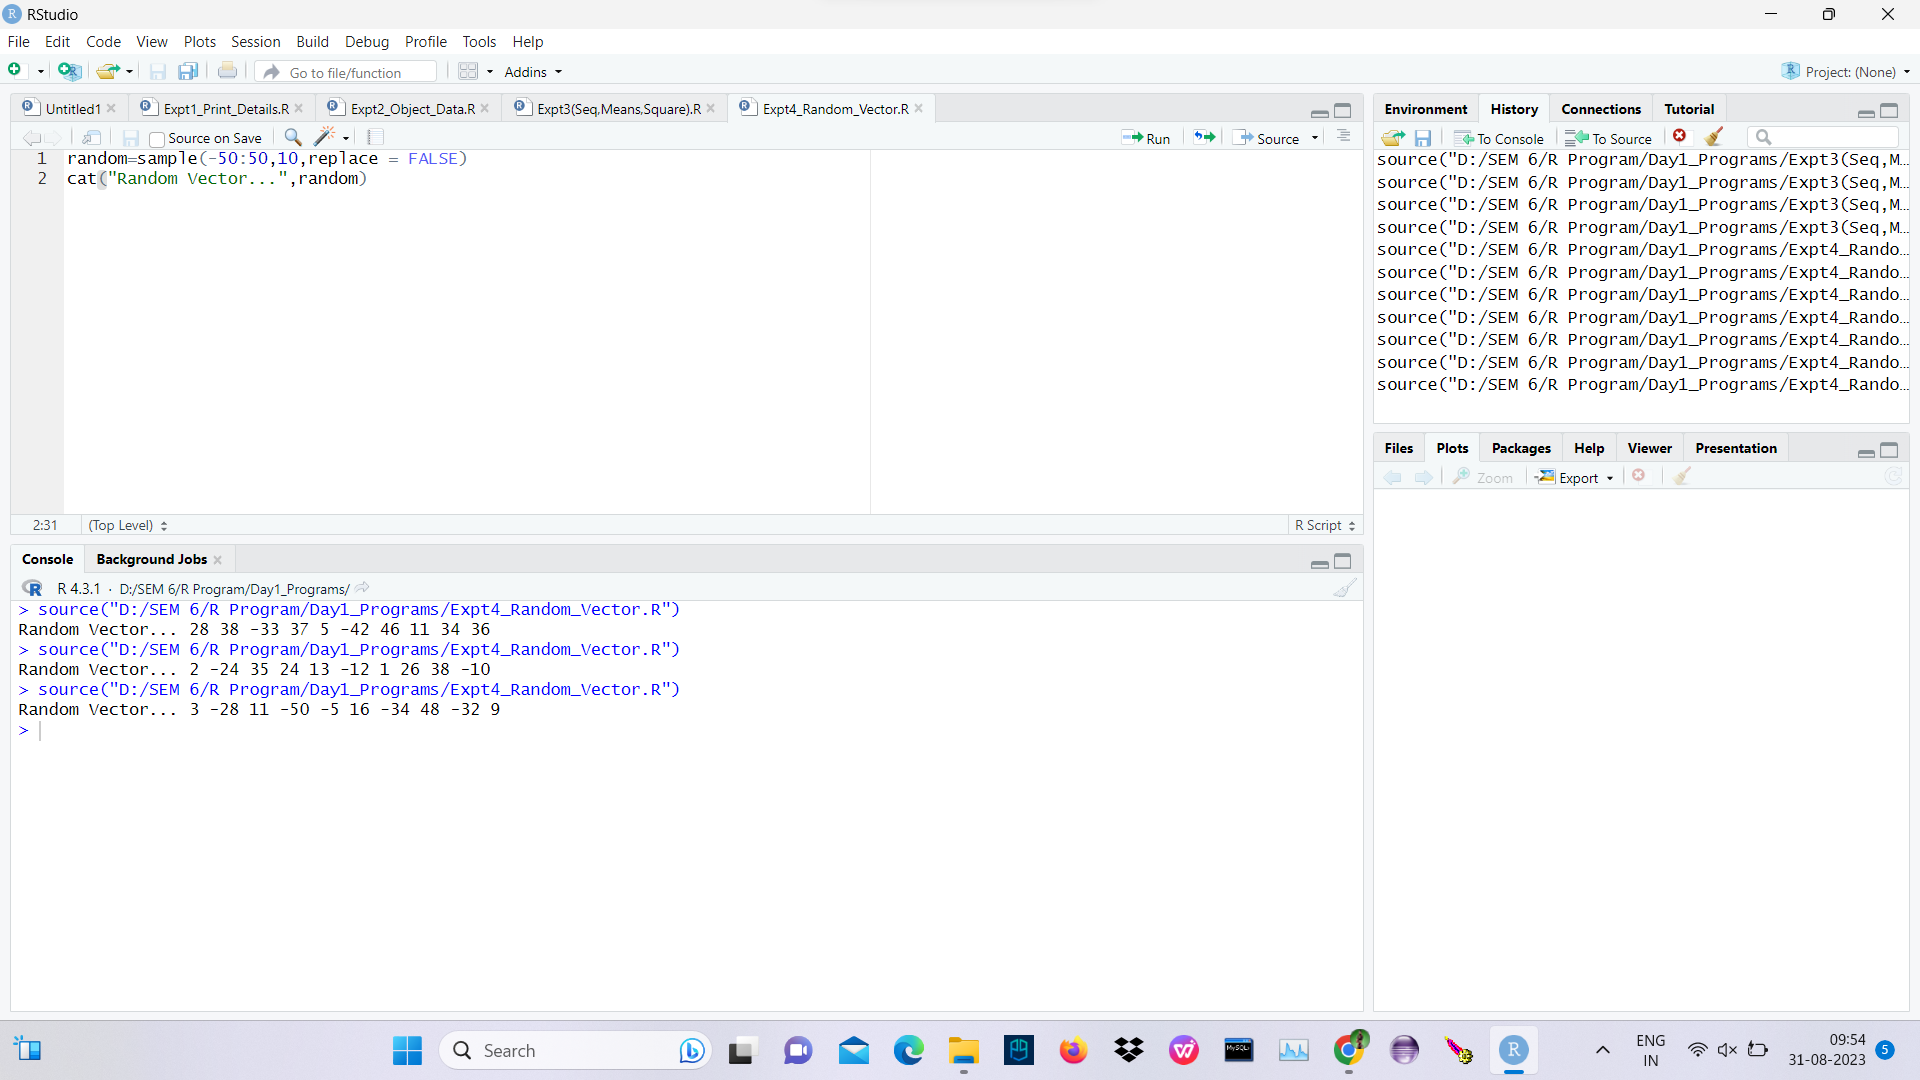 RStudio
File Edit Code View Plots Session Build Debug Profile Tools Help
Go to file/function Addins Project: (None)
Untitled1 Expt1_Print_Details.R Expt2_Object_Data.R Expt3(Seq,Means,Square).R Expt4_Random_Vector.R
Source on Save Run Source
1 random=sample(-50:50,10,replace = FALSE)
2 cat("Random Vector...",random)
2:31 (Top Level) R Script
Console Background Jobs
R 4.3.1 · D:/SEM 6/R Program/Day1_Programs/
> source("D:/SEM 6/R Program/Day1_Programs/Expt4_Random_Vector.R")
Random Vector... 28 38 -33 37 5 -42 46 11 34 36
> source("D:/SEM 6/R Program/Day1_Programs/Expt4_Random_Vector.R")
Random Vector... 2 -24 35 24 13 -12 1 26 38 -10
> source("D:/SEM 6/R Program/Day1_Programs/Expt4_Random_Vector.R")
Random Vector... 3 -28 11 -50 -5 16 -34 48 -32 9
>
Environment History Connections Tutorial
To Console To Source
source("D:/SEM 6/R Program/Day1_Programs/Expt3(Seq,M…
source("D:/SEM 6/R Program/Day1_Programs/Expt3(Seq,M…
source("D:/SEM 6/R Program/Day1_Programs/Expt3(Seq,M…
source("D:/SEM 6/R Program/Day1_Programs/Expt3(Seq,M…
source("D:/SEM 6/R Program/Day1_Programs/Expt4_Rando…
source("D:/SEM 6/R Program/Day1_Programs/Expt4_Rando…
source("D:/SEM 6/R Program/Day1_Programs/Expt4_Rando…
source("D:/SEM 6/R Program/Day1_Programs/Expt4_Rando…
source("D:/SEM 6/R Program/Day1_Programs/Expt4_Rando…
source("D:/SEM 6/R Program/Day1_Programs/Expt4_Rando…
source("D:/SEM 6/R Program/Day1_Programs/Expt4_Rando…
Files Plots Packages Help Viewer Presentation
Zoom Export
Search
MySQL
R
ENG
IN
09:54
31-08-2023
5